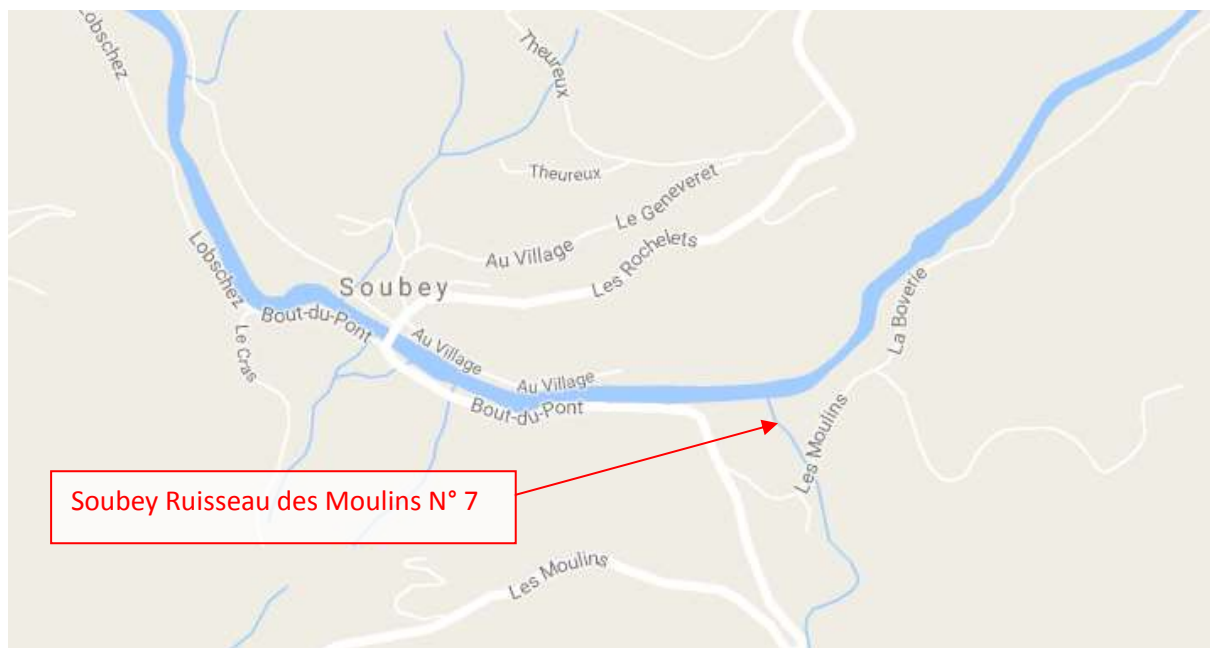 Lobschez
Theureux
Theureux
Le Geneveret
Au Village
Les Rochelets
Lobschez
Soubey
Bout-du-Pont
Le Cras
Au Village
Au Village
Bout-du-Pont
La Boverie
Les Moulins
Soubey Ruisseau des Moulins N° 7
Les Moulins